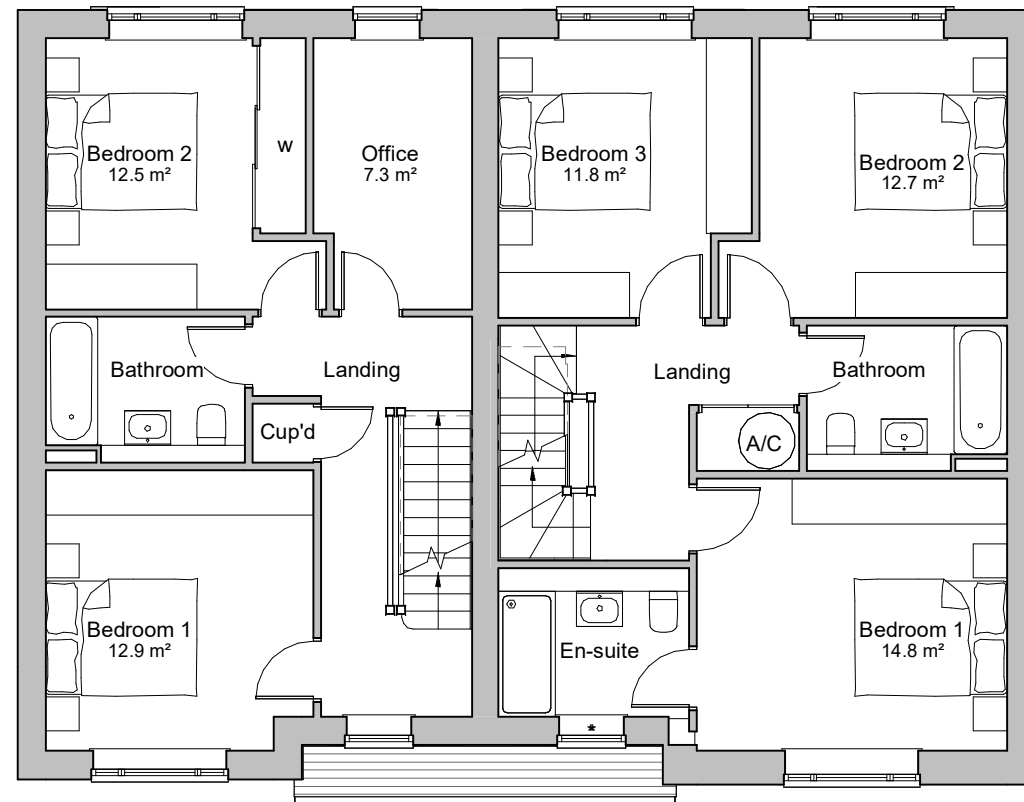 Bedroom 2
12.5 m²
w
Office
7.3 m²
Bedroom 3
11.8 m²
Bedroom 2
12.7 m²
Bathroom
Landing
Landing
Bathroom
Cup'd
A/C
Bedroom 1
12.9 m²
En-suite
Bedroom 1
14.8 m²
*